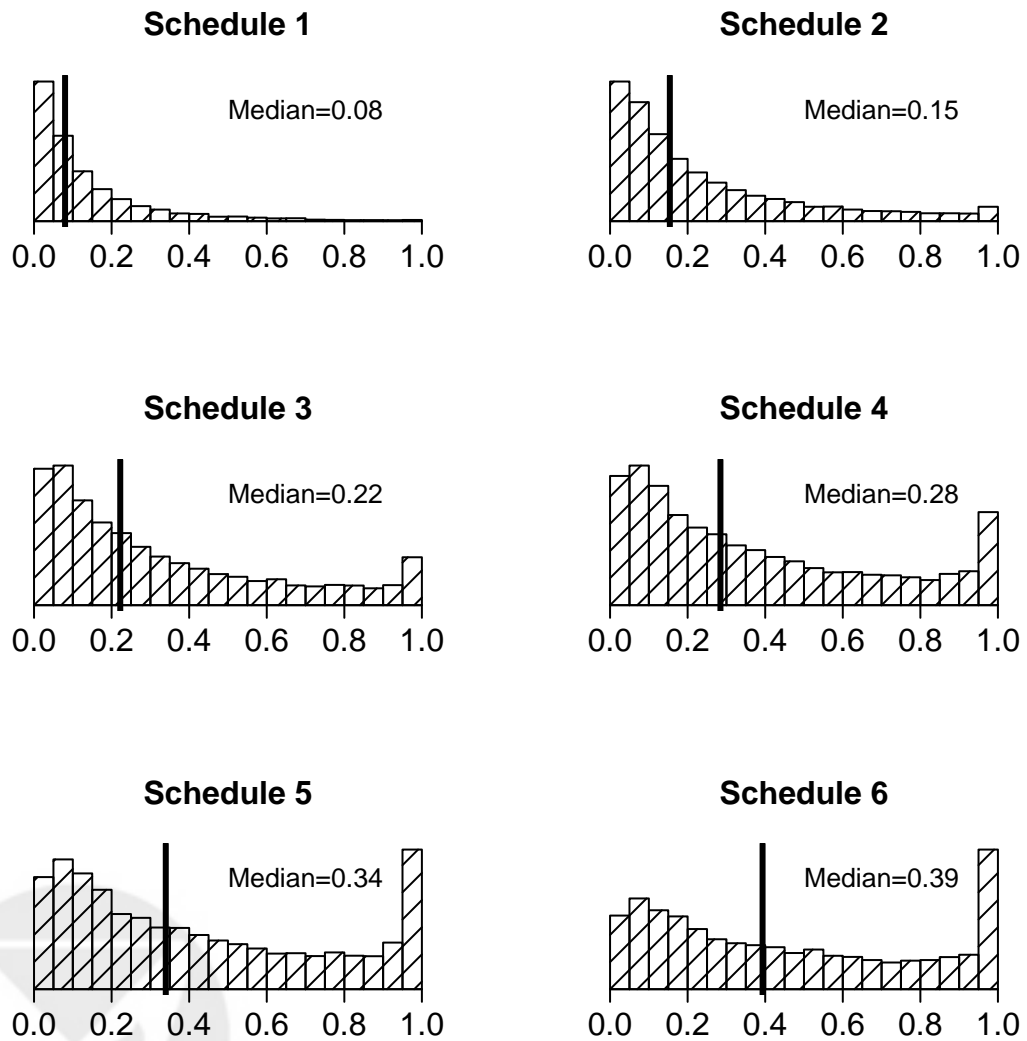 Schedule 1
Median=0.08
0.0 0.2 0.4 0.6 0.8 1.0
Schedule 2
Median=0.15
0.0 0.2 0.4 0.6 0.8 1.0
Schedule 3
Median=0.22
0.0 0.2 0.4 0.6 0.8 1.0
Schedule 4
Median=0.28
0.0 0.2 0.4 0.6 0.8 1.0
Schedule 5
Median=0.34
0.0 0.2 0.4 0.6 0.8 1.0
Schedule 6
Median=0.39
0.0 0.2 0.4 0.6 0.8 1.0